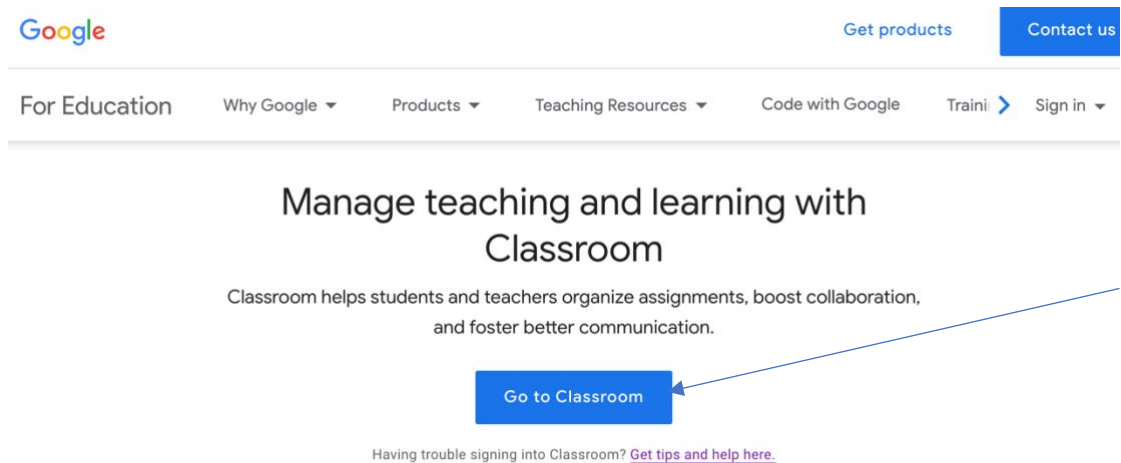 Google
Get products
Contact us
For Education
Why Google
Products
Teaching Resources
Code with Google
Traini
Sign in
Manage teaching and learning with
Classroom
Classroom helps students and teachers organize assignments, boost collaboration,
and foster better communication.
Go to Classroom
Having trouble signing into Classroom? Get tips and help here.